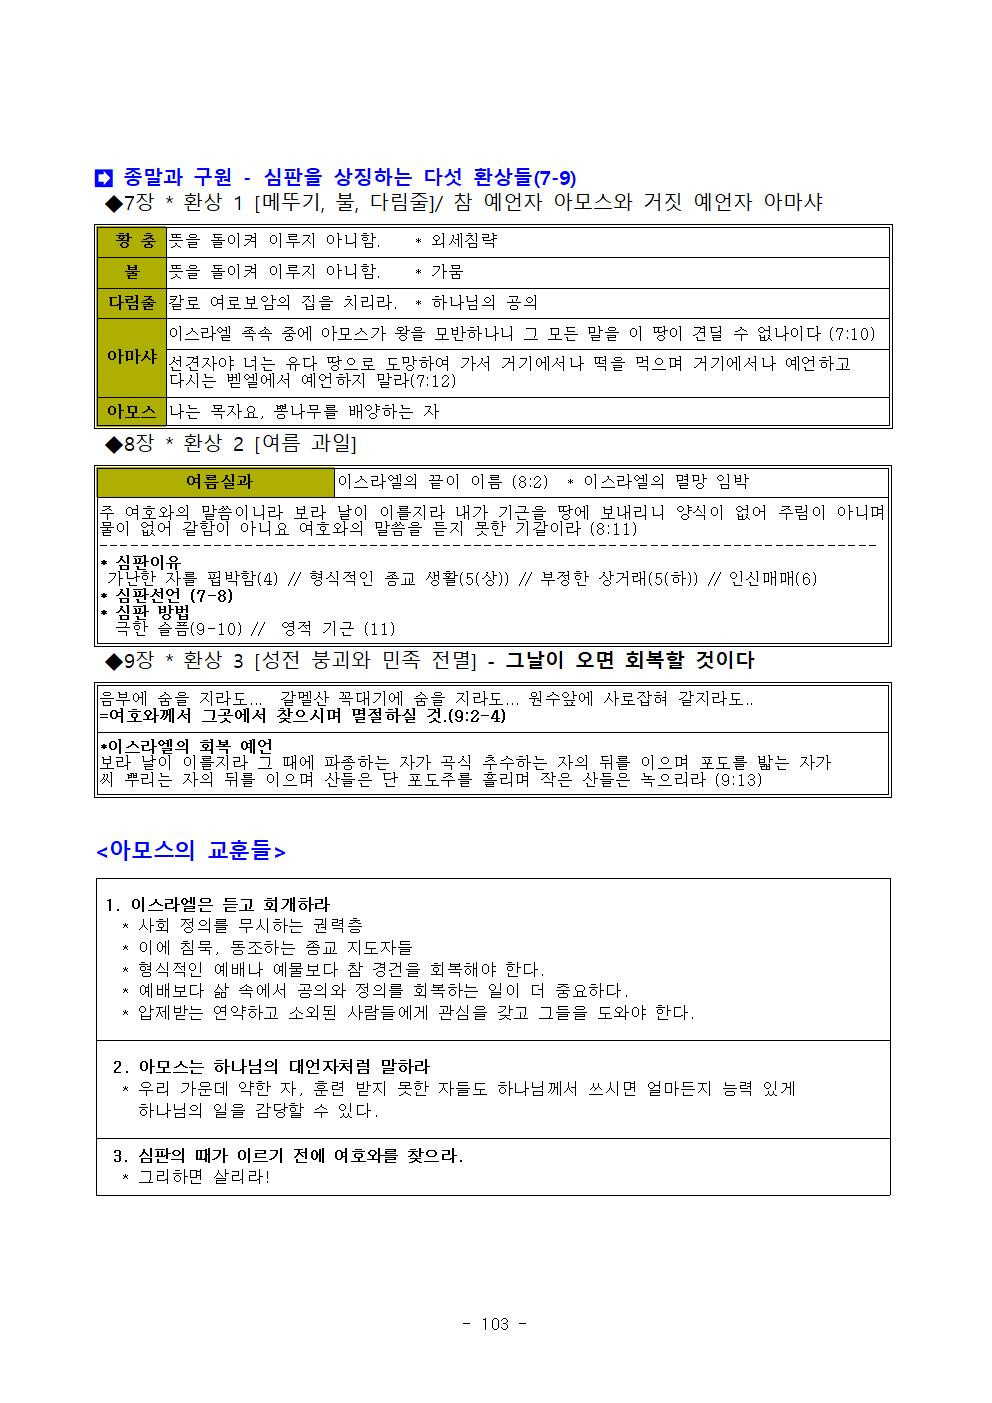 ➡ 종말과 구원 - 심판을 상징하는 다섯 환상들(7-9)
◆7장 * 환상 1 [메뚜기, 불, 다림줄]/ 참 예언자 아모스와 거짓 예언자 아마샤
황 충 뜻을 돌이켜 이루지 아니함. * 외세침략
불 뜻을 돌이켜 이루지 아니함. * 가뭄
다림줄 칼로 여로보암의 집을 치리라. * 하나님의 공의
이스라엘 족속 중에 아모스가 왕을 모반하나니 그 모든 말을 이 땅이 견딜 수 없나이다 (7:10)
아마샤
선견자야 너는 유다 땅으로 도망하여 가서 거기에서나 떡을 먹으며 거기에서나 예언하고
다시는 벧엘에서 예언하지 말라(7:12)
아모스 나는 목자요, 뽕나무를 배양하는 자
◆8장 * 환상 2 [여름 과일]
여름실과 이스라엘의 끝이 이름 (8:2) * 이스라엘의 멸망 임박
주 여호와의 말씀이니라 보라 날이 이를지라 내가 기근을 땅에 보내리니 양식이 없어 주림이 아니며
물이 없어 갈함이 아니요 여호와의 말씀을 듣지 못한 기갈이라 (8:11)
* 심판이유
가난한 자를 핍박함(4) // 형식적인 종교 생활(5(상)) // 부정한 상거래(5(하)) // 인신매매(6)
* 심판선언 (7-8)
* 심판 방법
극한 슬픔(9-10) // 영적 기근 (11)
◆9장 * 환상 3 [성전 붕괴와 민족 전멸] - 그날이 오면 회복할 것이다
음부에 숨을 지라도... 갈멜산 꼭대기에 숨을 지라도... 원수앞에 사로잡혀 갈지라도..
=여호와께서 그곳에서 찾으시며 멸절하실 것.(9:2-4)
*이스라엘의 회복 예언
보라 날이 이를지라 그 때에 파종하는 자가 곡식 추수하는 자의 뒤를 이으며 포도를 밟는 자가
씨 뿌리는 자의 뒤를 이으며 산들은 단 포도주를 흘리며 작은 산들은 녹으리라 (9:13)
<아모스의 교훈들>
1. 이스라엘은 듣고 회개하라
* 사회 정의를 무시하는 권력층
* 이에 침묵, 동조하는 종교 지도자들
* 형식적인 예배나 예물보다 참 경건을 회복해야 한다.
* 예배보다 삶 속에서 공의와 정의를 회복하는 일이 더 중요하다.
* 압제받는 연약하고 소외된 사람들에게 관심을 갖고 그들을 도와야 한다.
2. 아모스는 하나님의 대언자처럼 말하라
* 우리 가운데 약한 자, 훈련 받지 못한 자들도 하나님께서 쓰시면 얼마든지 능력 있게
하나님의 일을 감당할 수 있다.
3. 심판의 때가 이르기 전에 여호와를 찾으라.
* 그리하면 살리라!
- 103 -